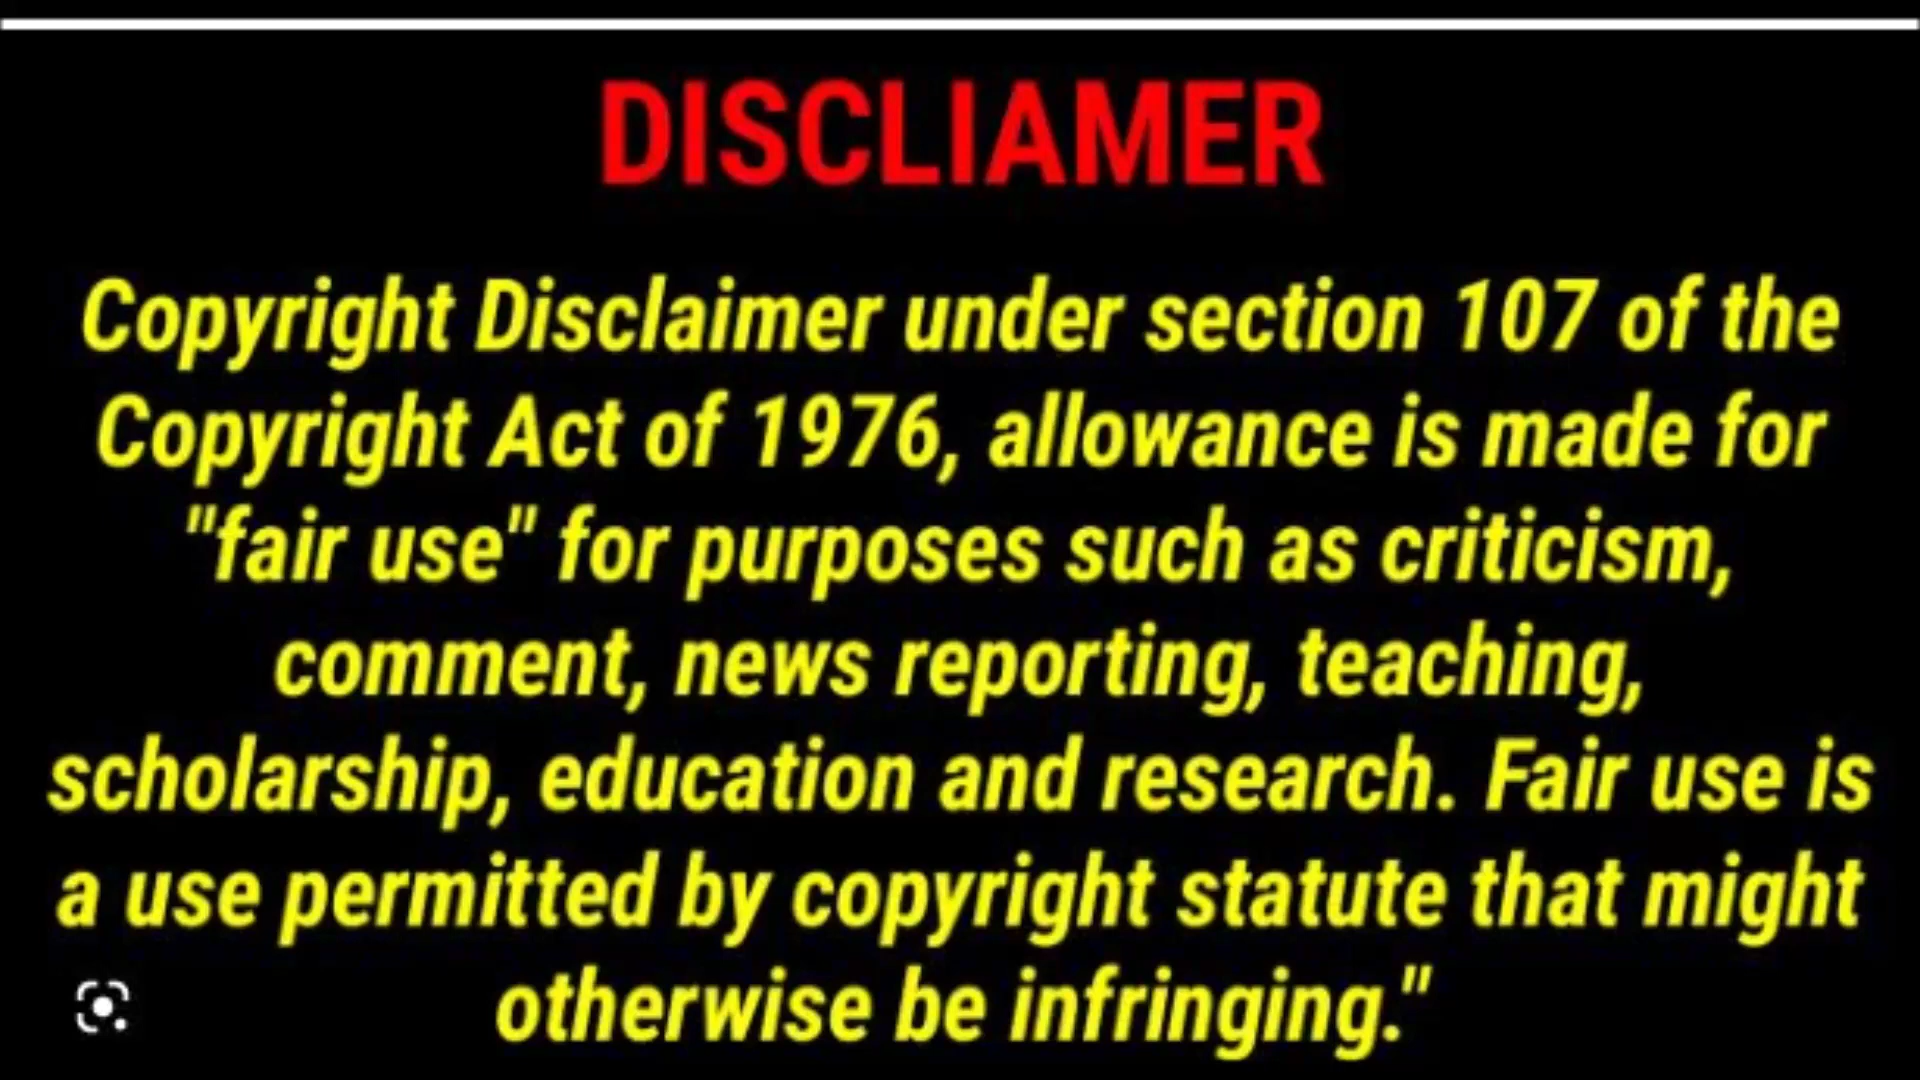 DISCLIAMER
Copyright Disclaimer under section 107 of the
Copyright Act of 1976, allowance is made for
"fair use" for purposes such as criticism,
comment, news reporting, teaching,
scholarship, education and research. Fair use is
a use permitted by copyright statute that might
otherwise be infringing."